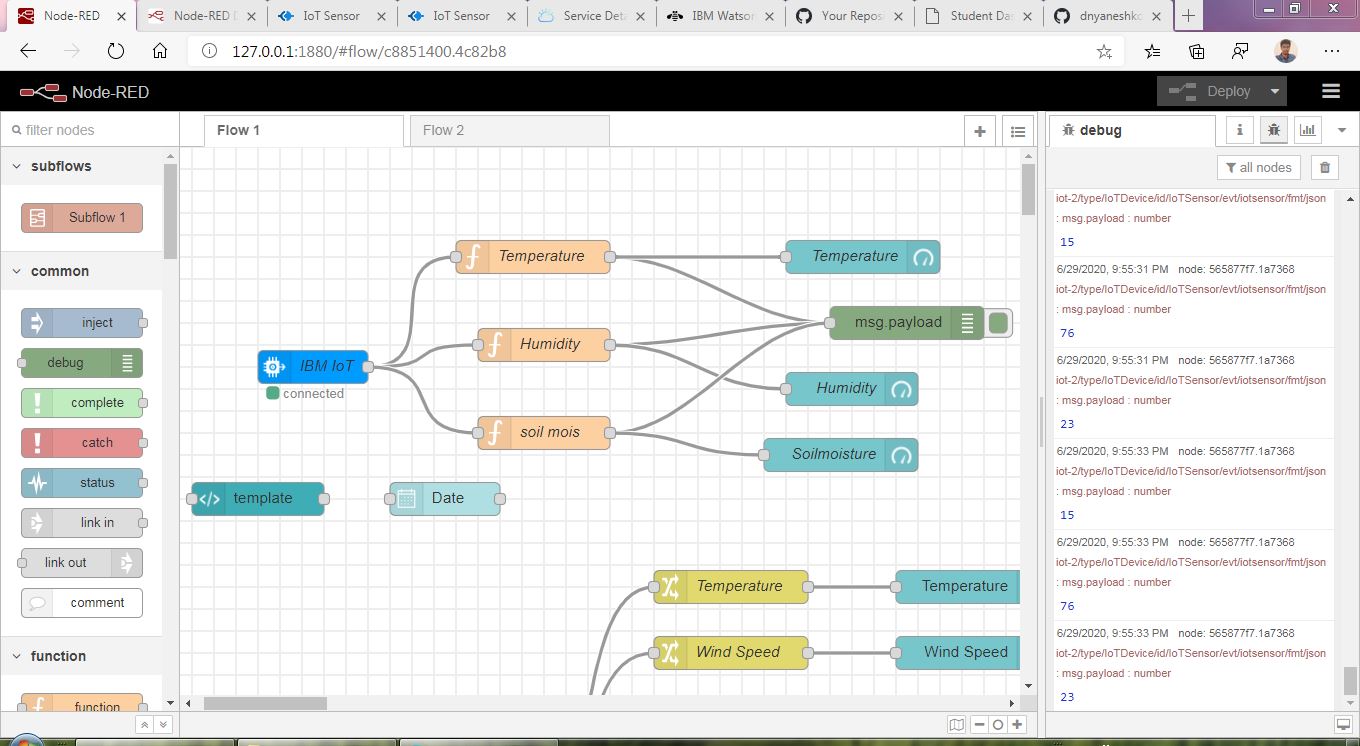 Node-RED
Node-RED D
IoT Sensor
IoT Sensor
Service Deta
IBM Watson
Your Reposi
Student Das
dnyaneshko
127.0.0.1:1880/#flow/c8851400.4c82b8
Node-RED
Deploy
filter nodes
Flow 1
Flow 2
debug
all nodes
subflows
Subflow 1
common
inject
debug
complete
catch
status
link in
link out
comment
function
function
Temperature
Temperature
msg.payload
Humidity
IBM IoT
connected
Humidity
soil mois
Soilmoisture
template
Date
Temperature
Temperature
Wind Speed
Wind Speed
iot-2/type/IoTDevice/id/IoTSensor/evt/iotsensor/fmt/json
: msg.payload : number
15
6/29/2020, 9:55:31 PM node: 565877f7.1a7368
iot-2/type/IoTDevice/id/IoTSensor/evt/iotsensor/fmt/json
: msg.payload : number
76
6/29/2020, 9:55:31 PM node: 565877f7.1a7368
iot-2/type/IoTDevice/id/IoTSensor/evt/iotsensor/fmt/json
: msg.payload : number
23
6/29/2020, 9:55:33 PM node: 565877f7.1a7368
iot-2/type/IoTDevice/id/IoTSensor/evt/iotsensor/fmt/json
: msg.payload : number
15
6/29/2020, 9:55:33 PM node: 565877f7.1a7368
iot-2/type/IoTDevice/id/IoTSensor/evt/iotsensor/fmt/json
: msg.payload : number
76
6/29/2020, 9:55:33 PM node: 565877f7.1a7368
iot-2/type/IoTDevice/id/IoTSensor/evt/iotsensor/fmt/json
: msg.payload : number
23